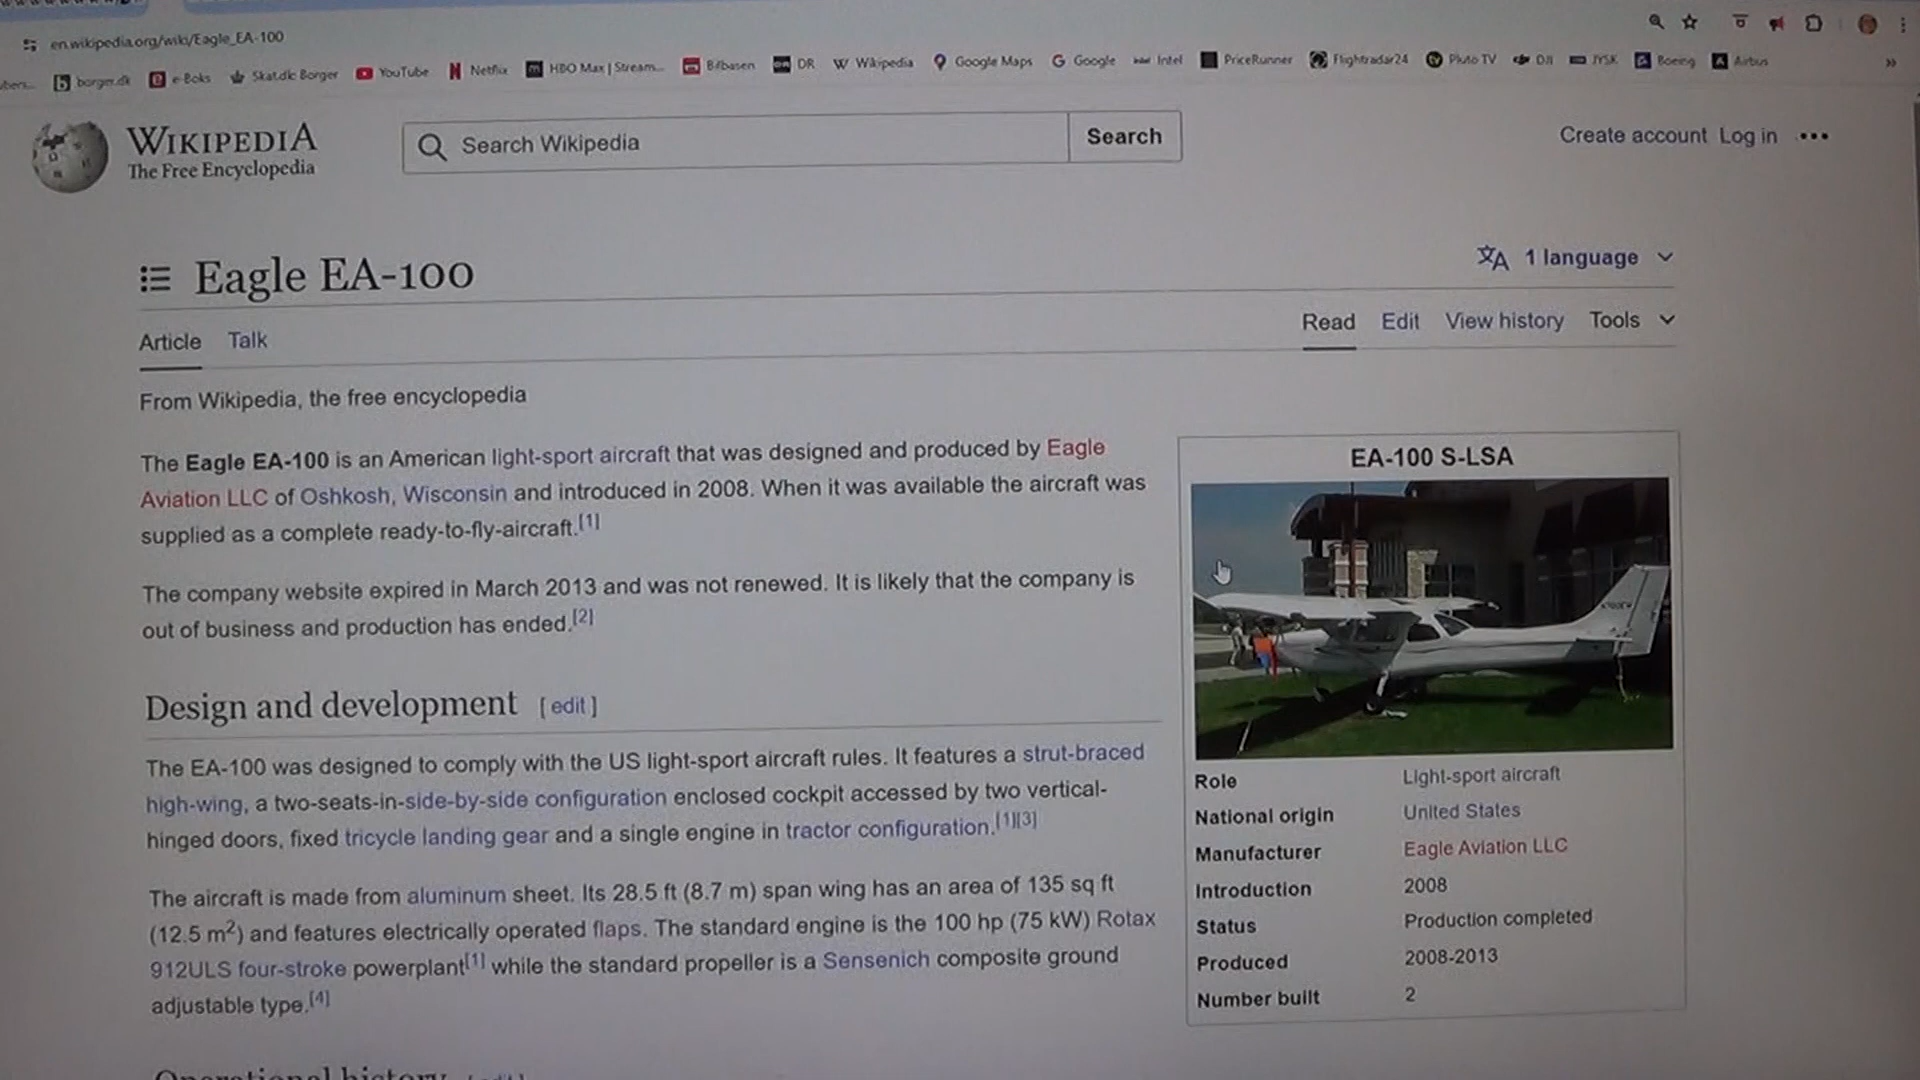 en.wikipedia.org/wiki/Eagle_EA-100
borger.dk e-Boks Skat.dk: Borger YouTube Netflix HBO Max | Stream... Bilbasen DR Wikipedia Google Maps Google Intel PriceRunner Flightradar24 Pluto TV DJI JYSK Boeing Airbus
WIKIPEDIA
The Free Encyclopedia
Search Wikipedia
Search
Create account Log in
Eagle EA-100
1 language
Article Talk
Read Edit View history Tools
From Wikipedia, the free encyclopedia
The Eagle EA-100 is an American light-sport aircraft that was designed and produced by Eagle
Aviation LLC of Oshkosh, Wisconsin and introduced in 2008. When it was available the aircraft was
supplied as a complete ready-to-fly-aircraft.[1]
The company website expired in March 2013 and was not renewed. It is likely that the company is
out of business and production has ended.[2]
Design and development [ edit ]
The EA-100 was designed to comply with the US light-sport aircraft rules. It features a strut-braced
high-wing, a two-seats-in-side-by-side configuration enclosed cockpit accessed by two vertical-
hinged doors, fixed tricycle landing gear and a single engine in tractor configuration.[1][3]
The aircraft is made from aluminum sheet. Its 28.5 ft (8.7 m) span wing has an area of 135 sq ft
(12.5 m²) and features electrically operated flaps. The standard engine is the 100 hp (75 kW) Rotax
912ULS four-stroke powerplant[1] while the standard propeller is a Sensenich composite ground
adjustable type.[4]
Operational history [ edit ]
EA-100 S-LSA
Role Light-sport aircraft
National origin United States
Manufacturer Eagle Aviation LLC
Introduction 2008
Status Production completed
Produced 2008-2013
Number built 2